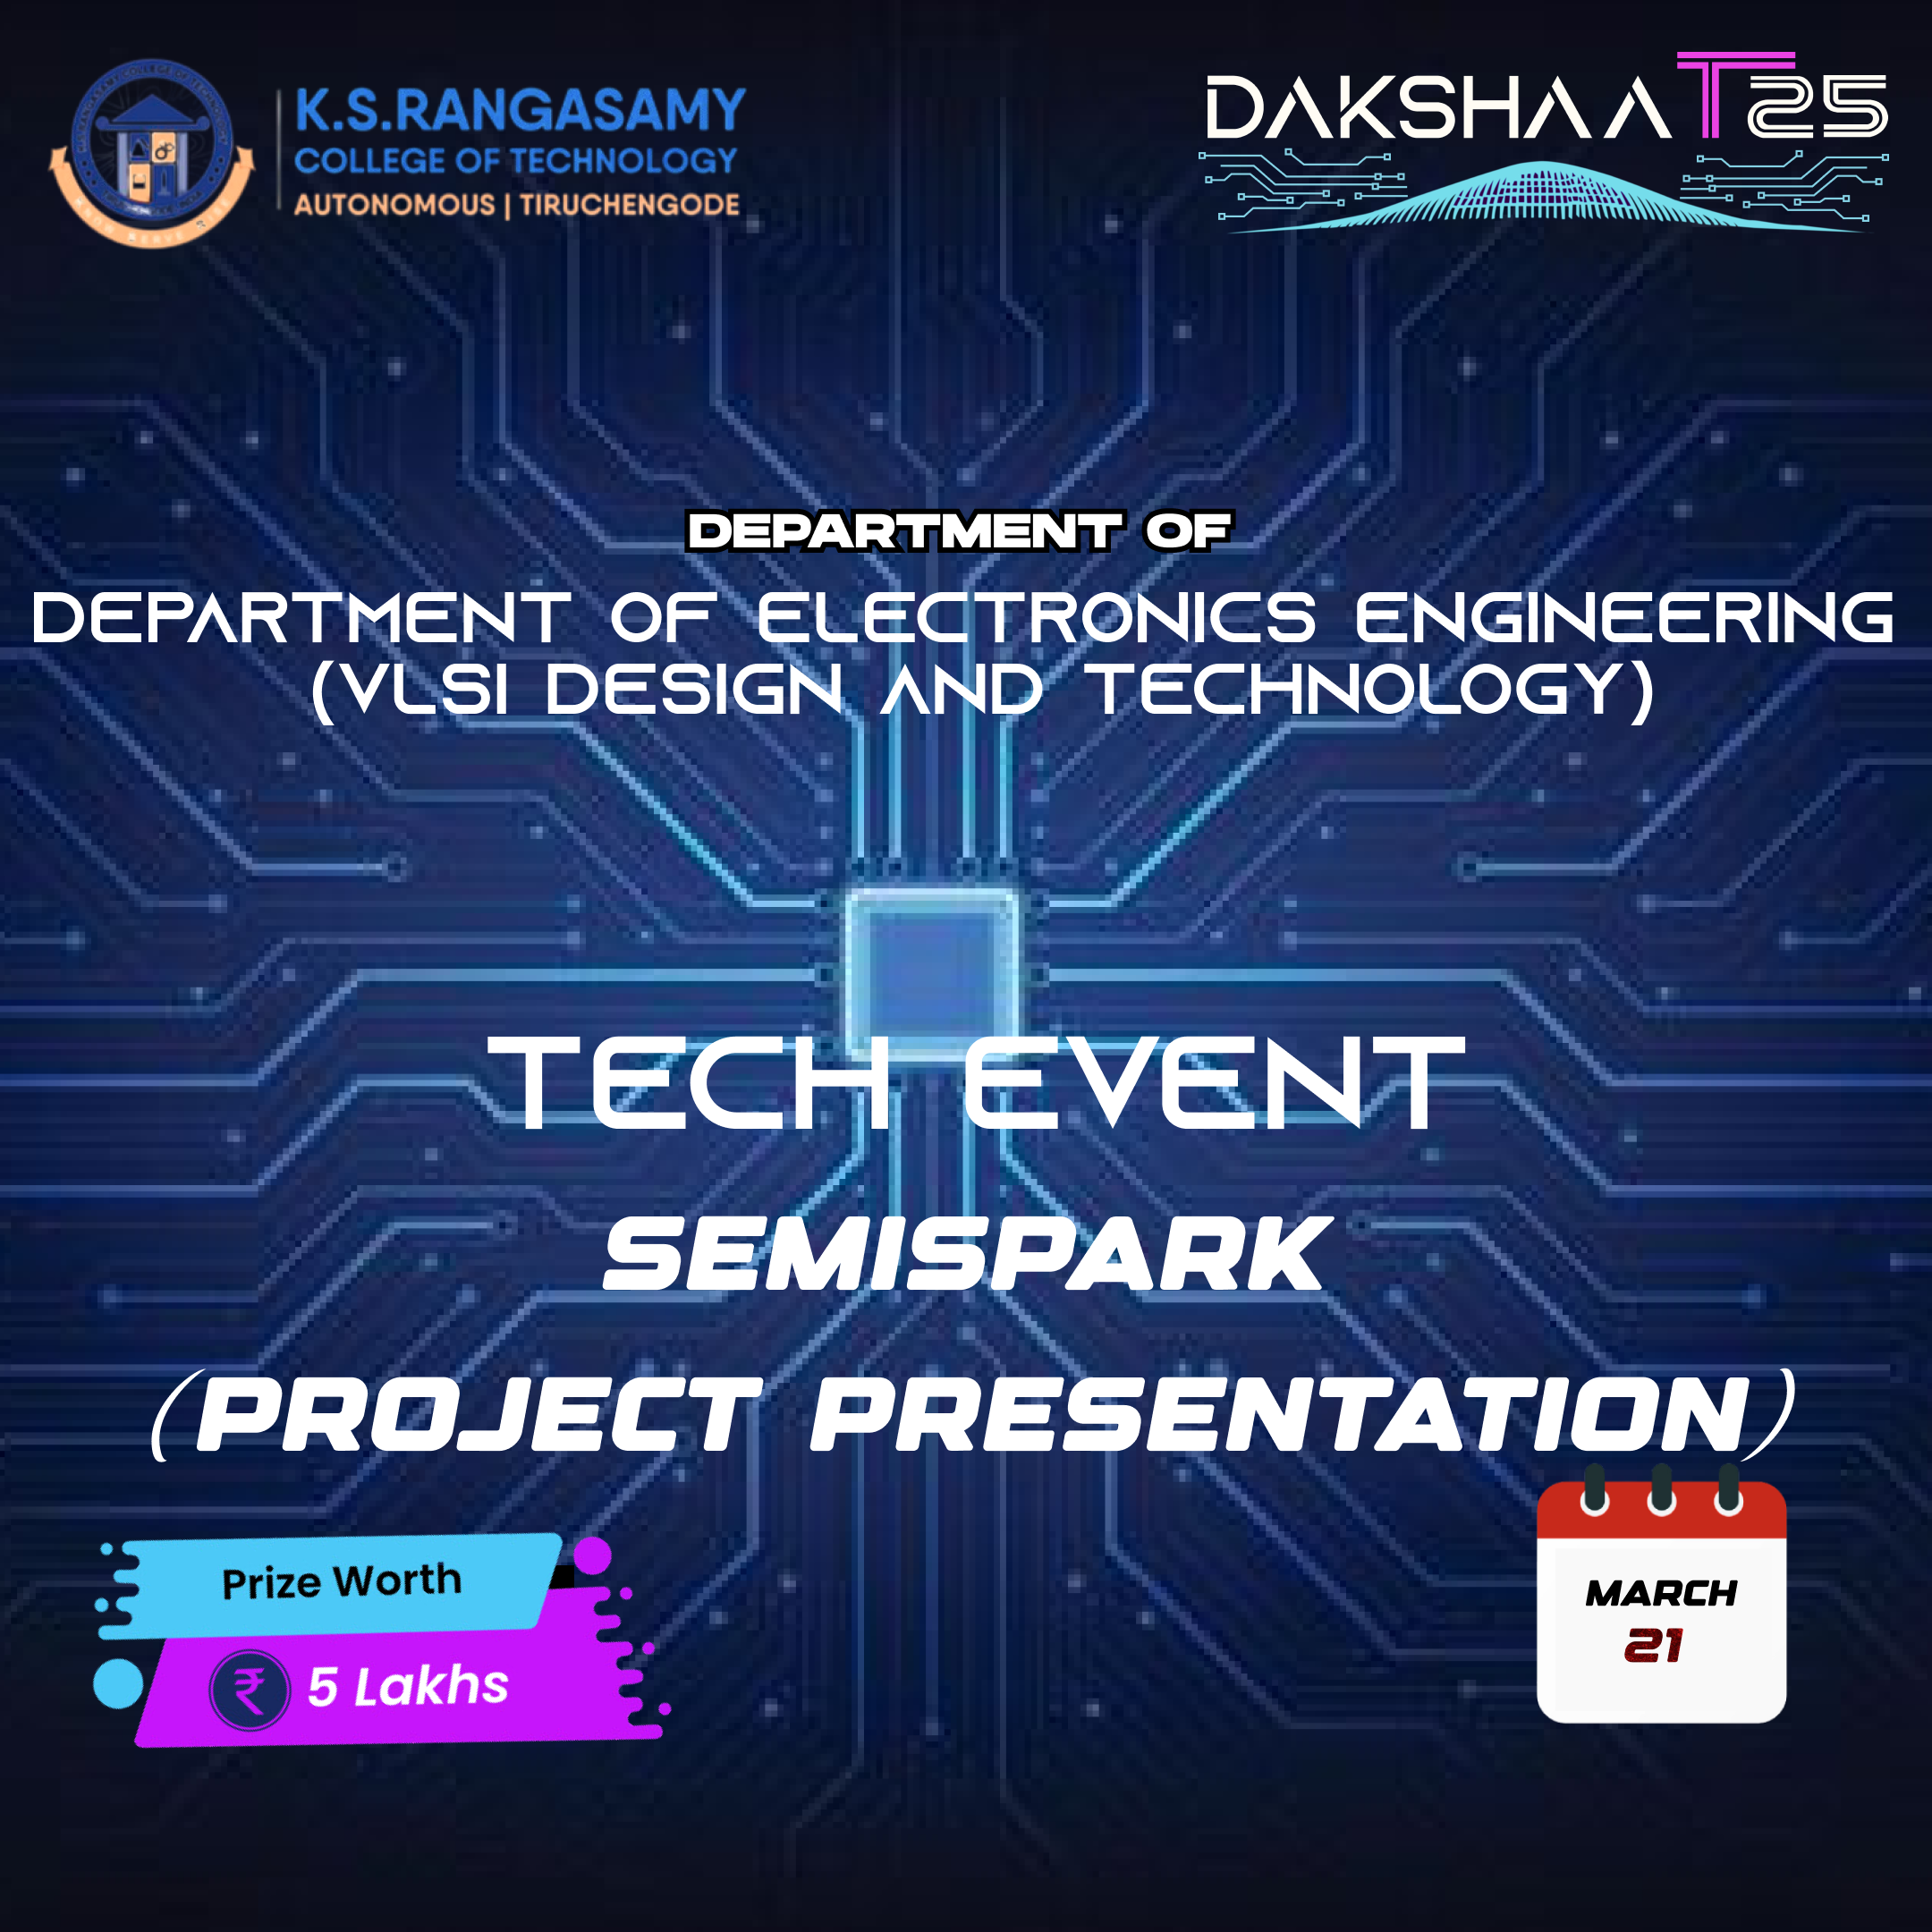 K.S.RANGASAMY
COLLEGE OF TECHNOLOGY
AUTONOMOUS | TIRUCHENGODE
DAKSHAA T25
DEPARTMENT OF
DEPARTMENT OF ELECTRONICS ENGINEERING
(VLSI DESIGN AND TECHNOLOGY)
TECH EVENT
SEMISPARK
(PROJECT PRESENTATION)
Prize Worth
₹ 5 Lakhs
MARCH
21